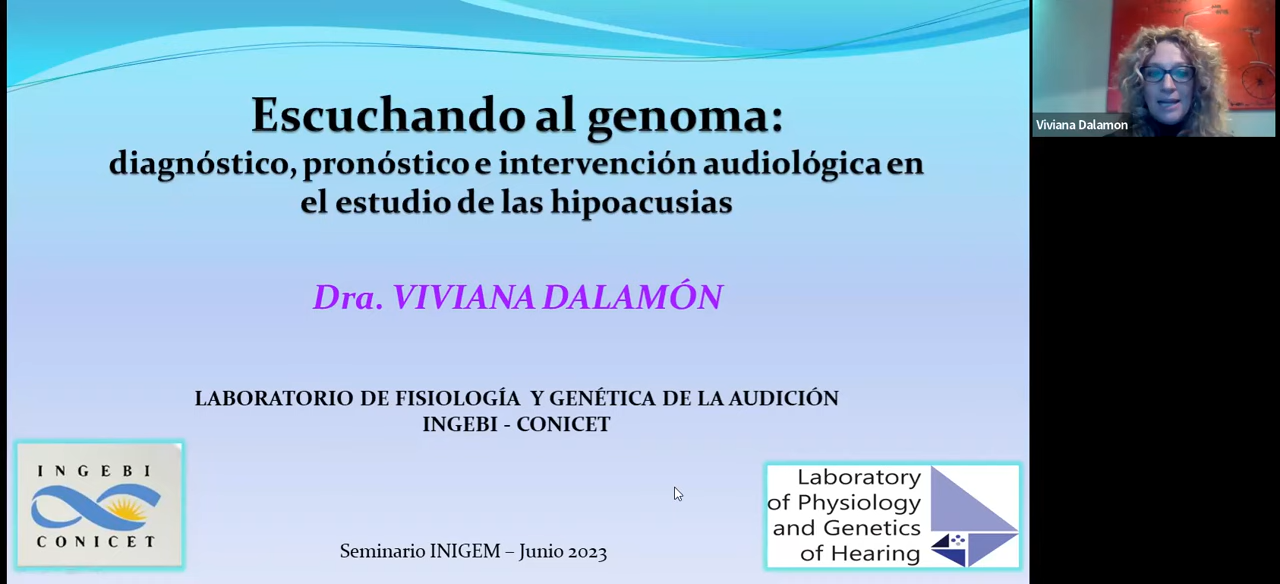 Escuchando al genoma:
diagnóstico, pronóstico e intervención audiológica en
el estudio de las hipoacusias
Dra. VIVIANA DALAMÓN
LABORATORIO DE FISIOLOGÍA Y GENÉTICA DE LA AUDICIÓN
INGEBI - CONICET
INGEBI
CONICET
Seminario INIGEM – Junio 2023
Laboratory
of Physiology
and Genetics
of Hearing
Viviana Dalamon